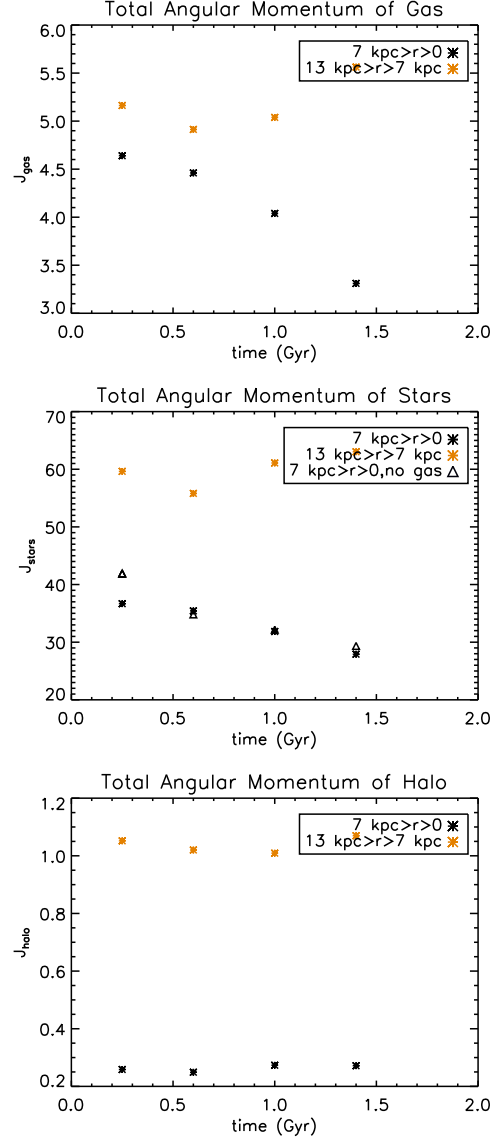 Total Angular Momentum of Gas
6.0
7 kpc>r>0
13 kpc>r>7 kpc
5.5
5.0
4.5
4.0
3.5
3.0
J_gas
0.0 0.5 1.0 1.5 2.0
time (Gyr)
Total Angular Momentum of Stars
70
7 kpc>r>0
13 kpc>r>7 kpc
7 kpc>r>0,no gas
60
50
40
30
20
J_stars
0.0 0.5 1.0 1.5 2.0
time (Gyr)
Total Angular Momentum of Halo
1.2
7 kpc>r>0
13 kpc>r>7 kpc
1.0
0.8
0.6
0.4
0.2
J_halo
0.0 0.5 1.0 1.5 2.0
time (Gyr)